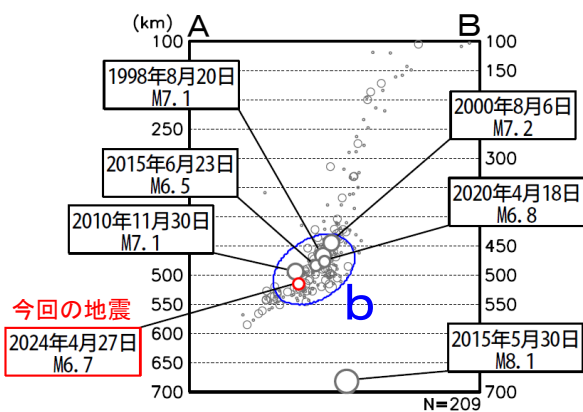 (km) A B
100 100
1998年8月20日
M7.1
150
2000年8月6日
M7.2
250
2015年6月23日
M6.5
300
2020年4月18日
M6.8
2010年11月30日
M7.1
450
500 500
b
550 550
今回の地震
2024年4月27日
M6.7
600 600
650
2015年5月30日
M8.1
700 700
N=209